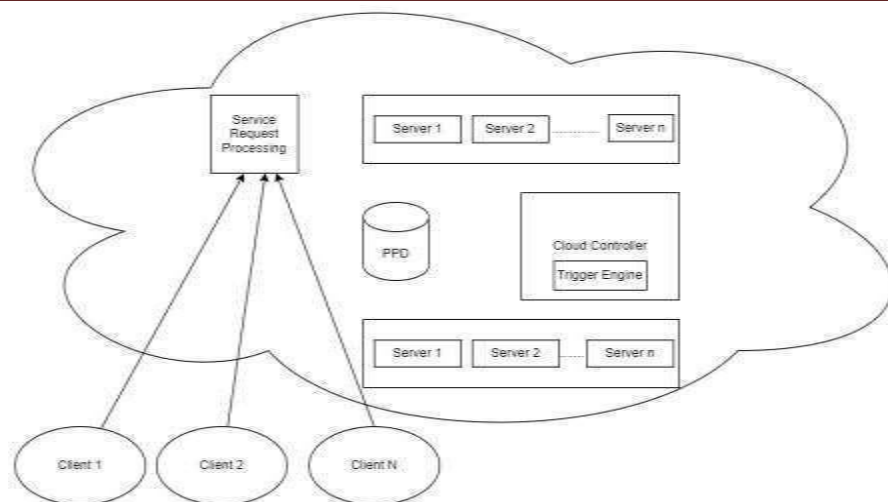 Service
Request
Processing
Server 1
Server 2
Server n
PPD
Cloud Controller
Trigger Engine
Server 1
Server 2
Server n
Client 1
Client 2
Client N